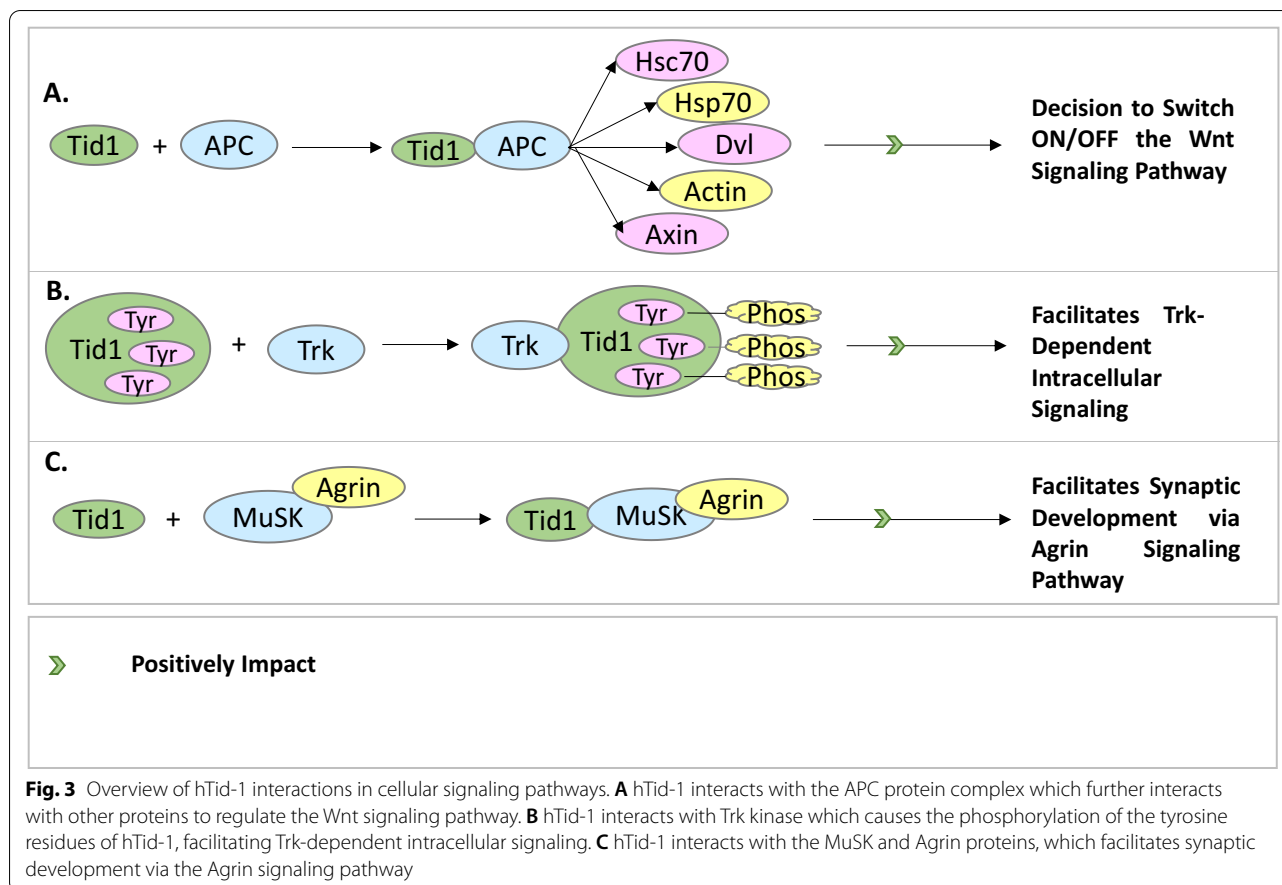 A.
Tid1 + APC
Tid1 APC
Hsc70
Hsp70
Dvl
Actin
Axin
Decision to Switch
ON/OFF the Wnt
Signaling Pathway
B.
Tyr
Tid1 Tyr
Tyr
+
Trk
Trk
Tid1
Tyr Phos
Tyr Phos
Tyr Phos
Facilitates Trk-
Dependent
Intracellular
Signaling
C.
Tid1 + MuSK Agrin
Tid1 MuSK Agrin
Facilitates Synaptic
Development via
Agrin Signaling
Pathway
Positively Impact
Fig. 3 Overview of hTid-1 interactions in cellular signaling pathways. A hTid-1 interacts with the APC protein complex which further interacts
with other proteins to regulate the Wnt signaling pathway. B hTid-1 interacts with Trk kinase which causes the phosphorylation of the tyrosine
residues of hTid-1, facilitating Trk-dependent intracellular signaling. C hTid-1 interacts with the MuSK and Agrin proteins, which facilitates synaptic
development via the Agrin signaling pathway